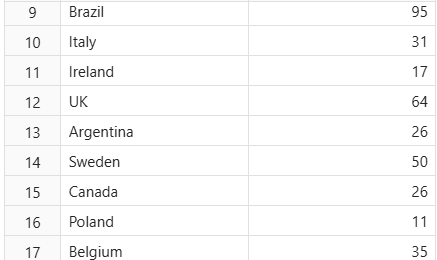 9 Brazil 95
10 Italy 31
11 Ireland 17
12 UK 64
13 Argentina 26
14 Sweden 50
15 Canada 26
16 Poland 11
17 Belgium 35